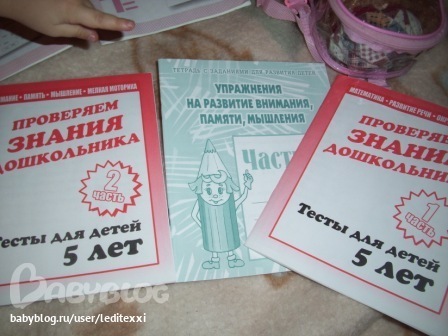 ВНИМАНИЕ • ПАМЯТЬ • МЫШЛЕНИЕ • МЕЛКАЯ МОТОРИКА
ПРОВЕРЯЕМ
ЗНАНИЯ
ДОШКОЛЬНИКА
2
часть
Тесты для детей
5 лет
ТЕТРАДЬ С ЗАДАНИЯМИ ДЛЯ РАЗВИТИЯ ДЕТЕЙ
УПРАЖНЕНИЯ
НА РАЗВИТИЕ ВНИМАНИЯ,
ПАМЯТИ, МЫШЛЕНИЯ
Част
МАТЕМАТИКА • РАЗВИТИЕ РЕЧИ
ПРОВЕРЯЕМ
ЗНАНИЯ
ДОШКОЛЬНИКА
1
часть
Тесты для детей
5 лет
BABYBLOG
babyblog.ru/user/leditexxi